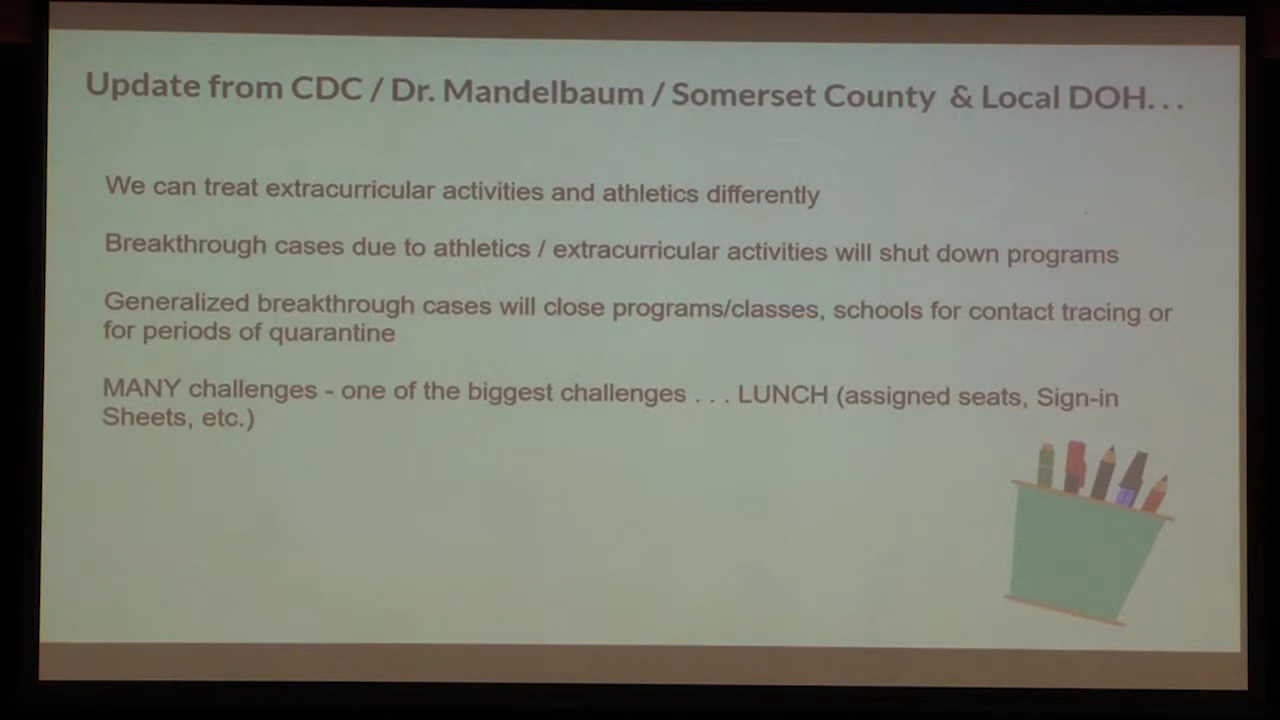 Update from CDC / Dr. Mandelbaum / Somerset County & Local DOH...
We can treat extracurricular activities and athletics differently
Breakthrough cases due to athletics / extracurricular activities will shut down programs
Generalized breakthrough cases will close programs/classes, schools for contact tracing or
for periods of quarantine
MANY challenges - one of the biggest challenges . . . LUNCH (assigned seats, Sign-in
Sheets, etc.)